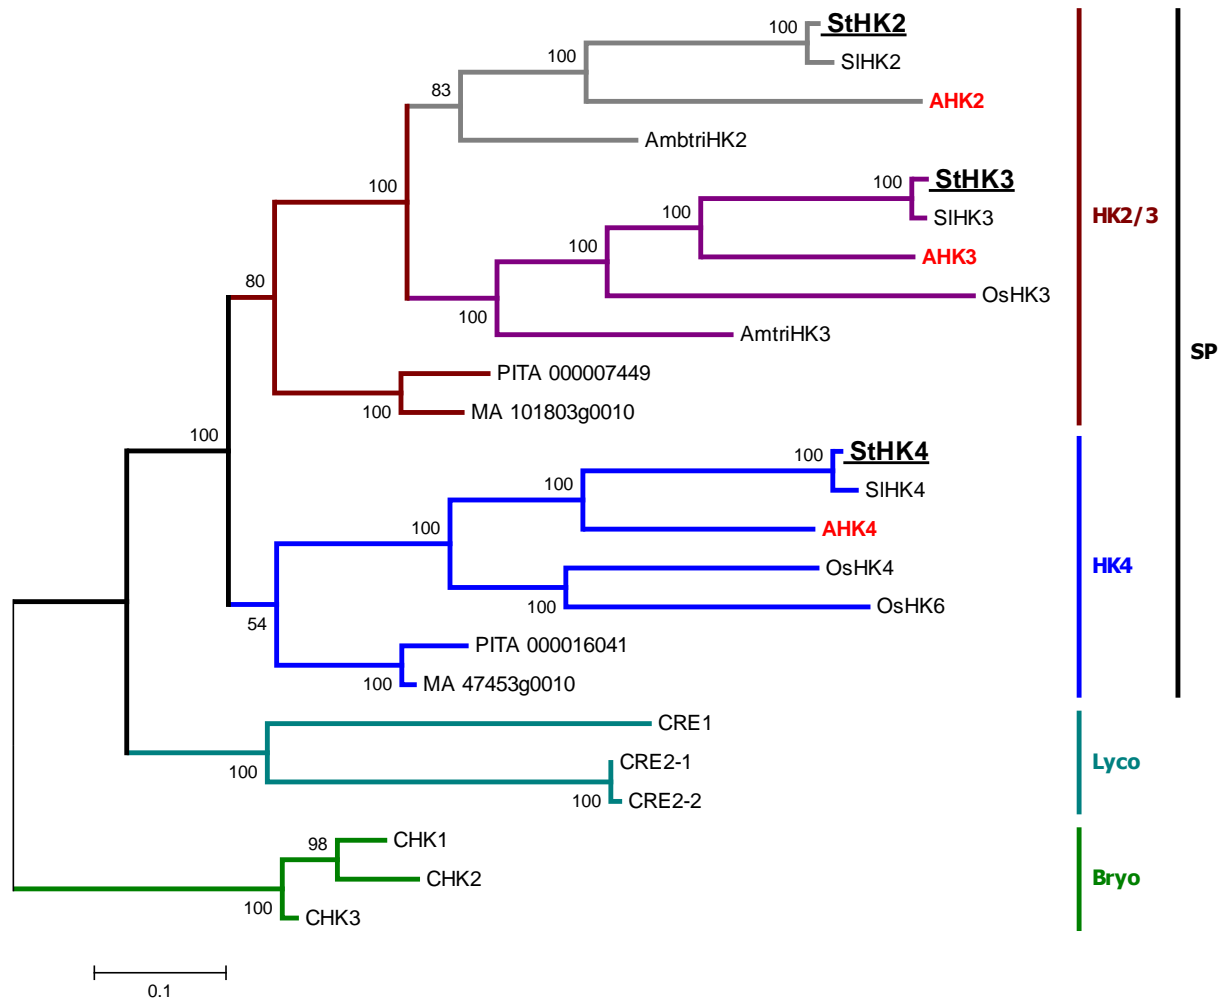 100
StHK2
SlHK2
100
83
AHK2
AmbtriHK2
100
100
StHK3
SlHK3
100
100
AHK3
OsHK3
100
AmtriHK3
80
PITA 000007449
100
MA 101803g0010
HK2/3
SP
100
100
StHK4
SlHK4
100
AHK4
100
OsHK4
100
OsHK6
54
PITA 000016041
100
MA 47453g0010
HK4
CRE1
100
CRE2-1
100
CRE2-2
Lyco
98
CHK1
CHK2
100
CHK3
Bryo
0.1